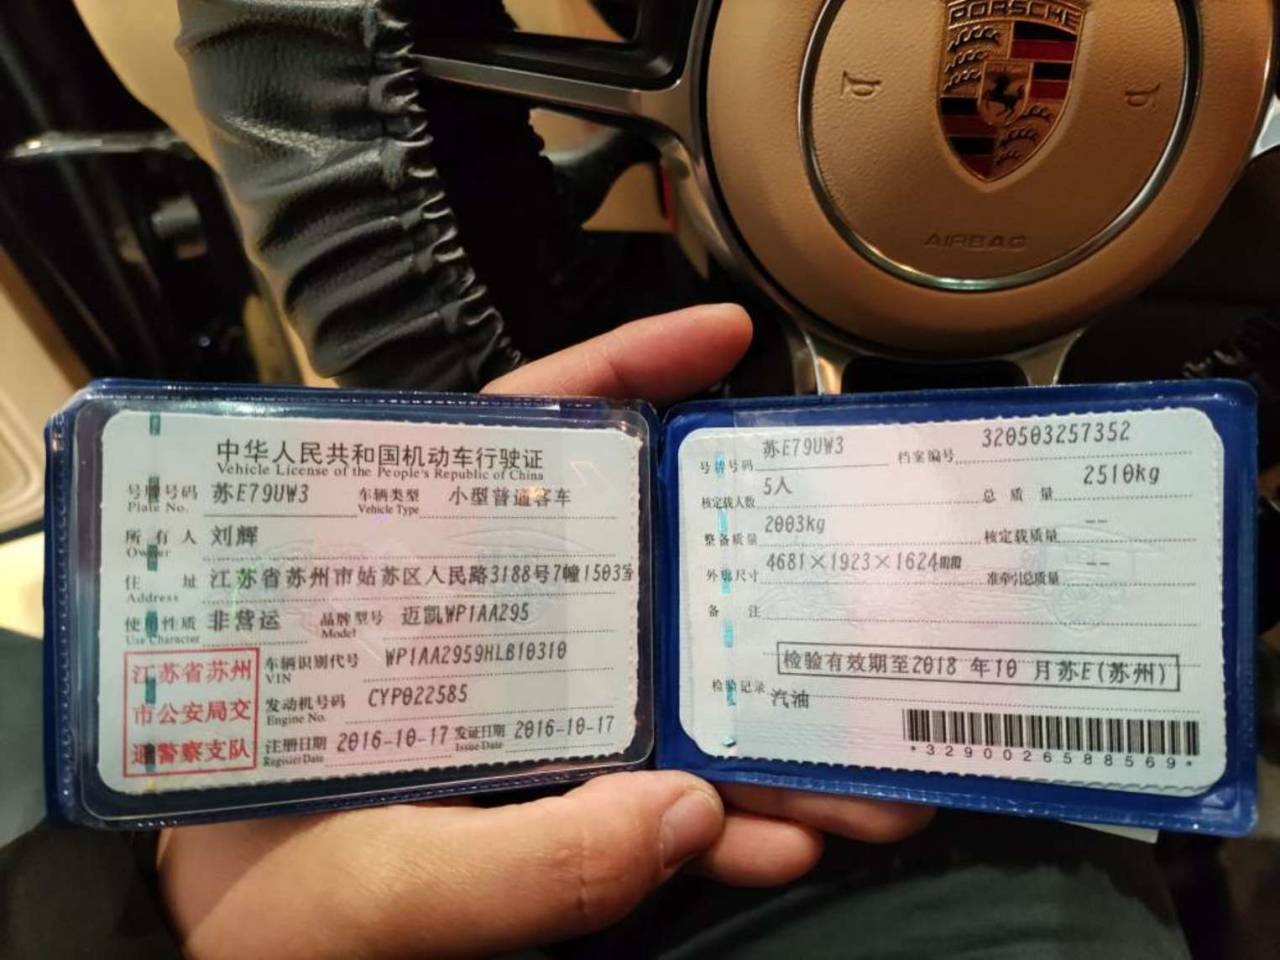 PORSCHE
AIRBAG
中华人民共和国机动车行驶证
Vehicle License of the People's Republic of China
号牌号码 苏E79UW3 车辆类型 小型普通客车
Plate No. Vehicle Type
所有人 刘辉
Owner
住址 江苏省苏州市姑苏区人民路3188号7幢1503室
Address
使用性质 非营运 品牌型号 迈凯WP1AA295
Use Character Model
江苏省苏州
市公安局交
通警察支队
车辆识别代号 WP1AA2959HLB10310
VIN
发动机号码 CYP022585
Engine No.
注册日期 2016-10-17 发证日期 2016-10-17
Register Date Issue Date
号牌号码 苏E79UW3 档案编号 320503257352
核定载人数 5人 总质量 2510kg
整备质量 2003kg 核定载质量 --
外廓尺寸 4681×1923×1624mm 准牵引总质量 --
备注
检验有效期至2018年10月苏E(苏州)
检验记录 汽油
*3290026588569*